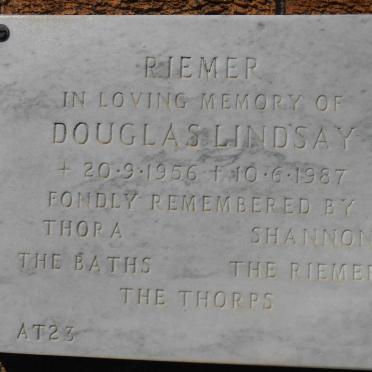 RIEMER
IN LOVING MEMORY OF
DOUGLAS LINDSAY
+ 20·9·1956 + 10·6·1987
FONDLY REMEMBERED BY
THORA SHANNON
THE BATHS THE RIEMER
THE THORPS
AT23